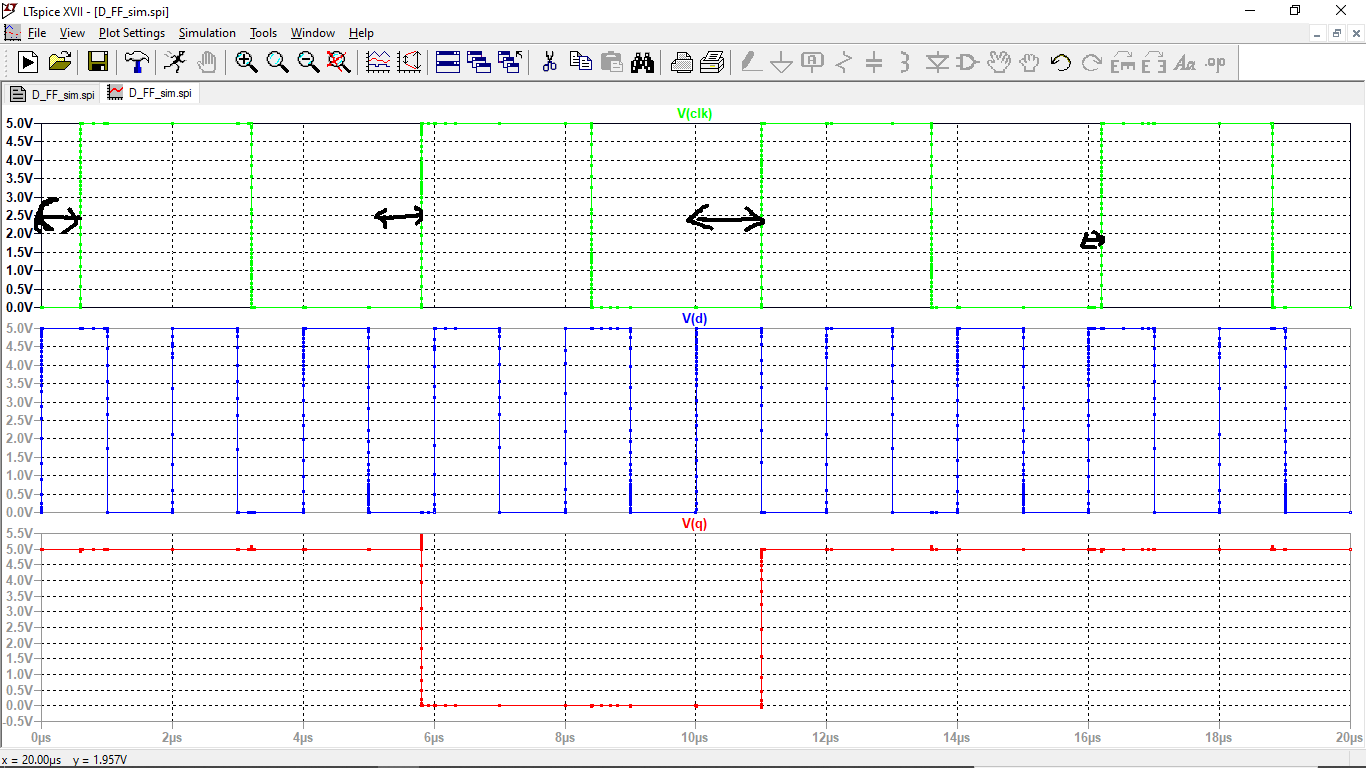 LTspice XVII - [D_FF_sim.spi]
File View Plot Settings Simulation Tools Window Help
D_FF_sim.spi D_FF_sim.spi
V(clk)
5.0V
4.5V
4.0V
3.5V
3.0V
2.5V
2.0V
1.5V
1.0V
0.5V
0.0V
V(d)
5.0V
4.5V
4.0V
3.5V
3.0V
2.5V
2.0V
1.5V
1.0V
0.5V
0.0V
V(q)
5.5V
5.0V
4.5V
4.0V
3.5V
3.0V
2.5V
2.0V
1.5V
1.0V
0.5V
0.0V
-0.5V
0µs 2µs 4µs 6µs 8µs 10µs 12µs 14µs 16µs 18µs 20µs
x = 20.00µs y = 1.957V